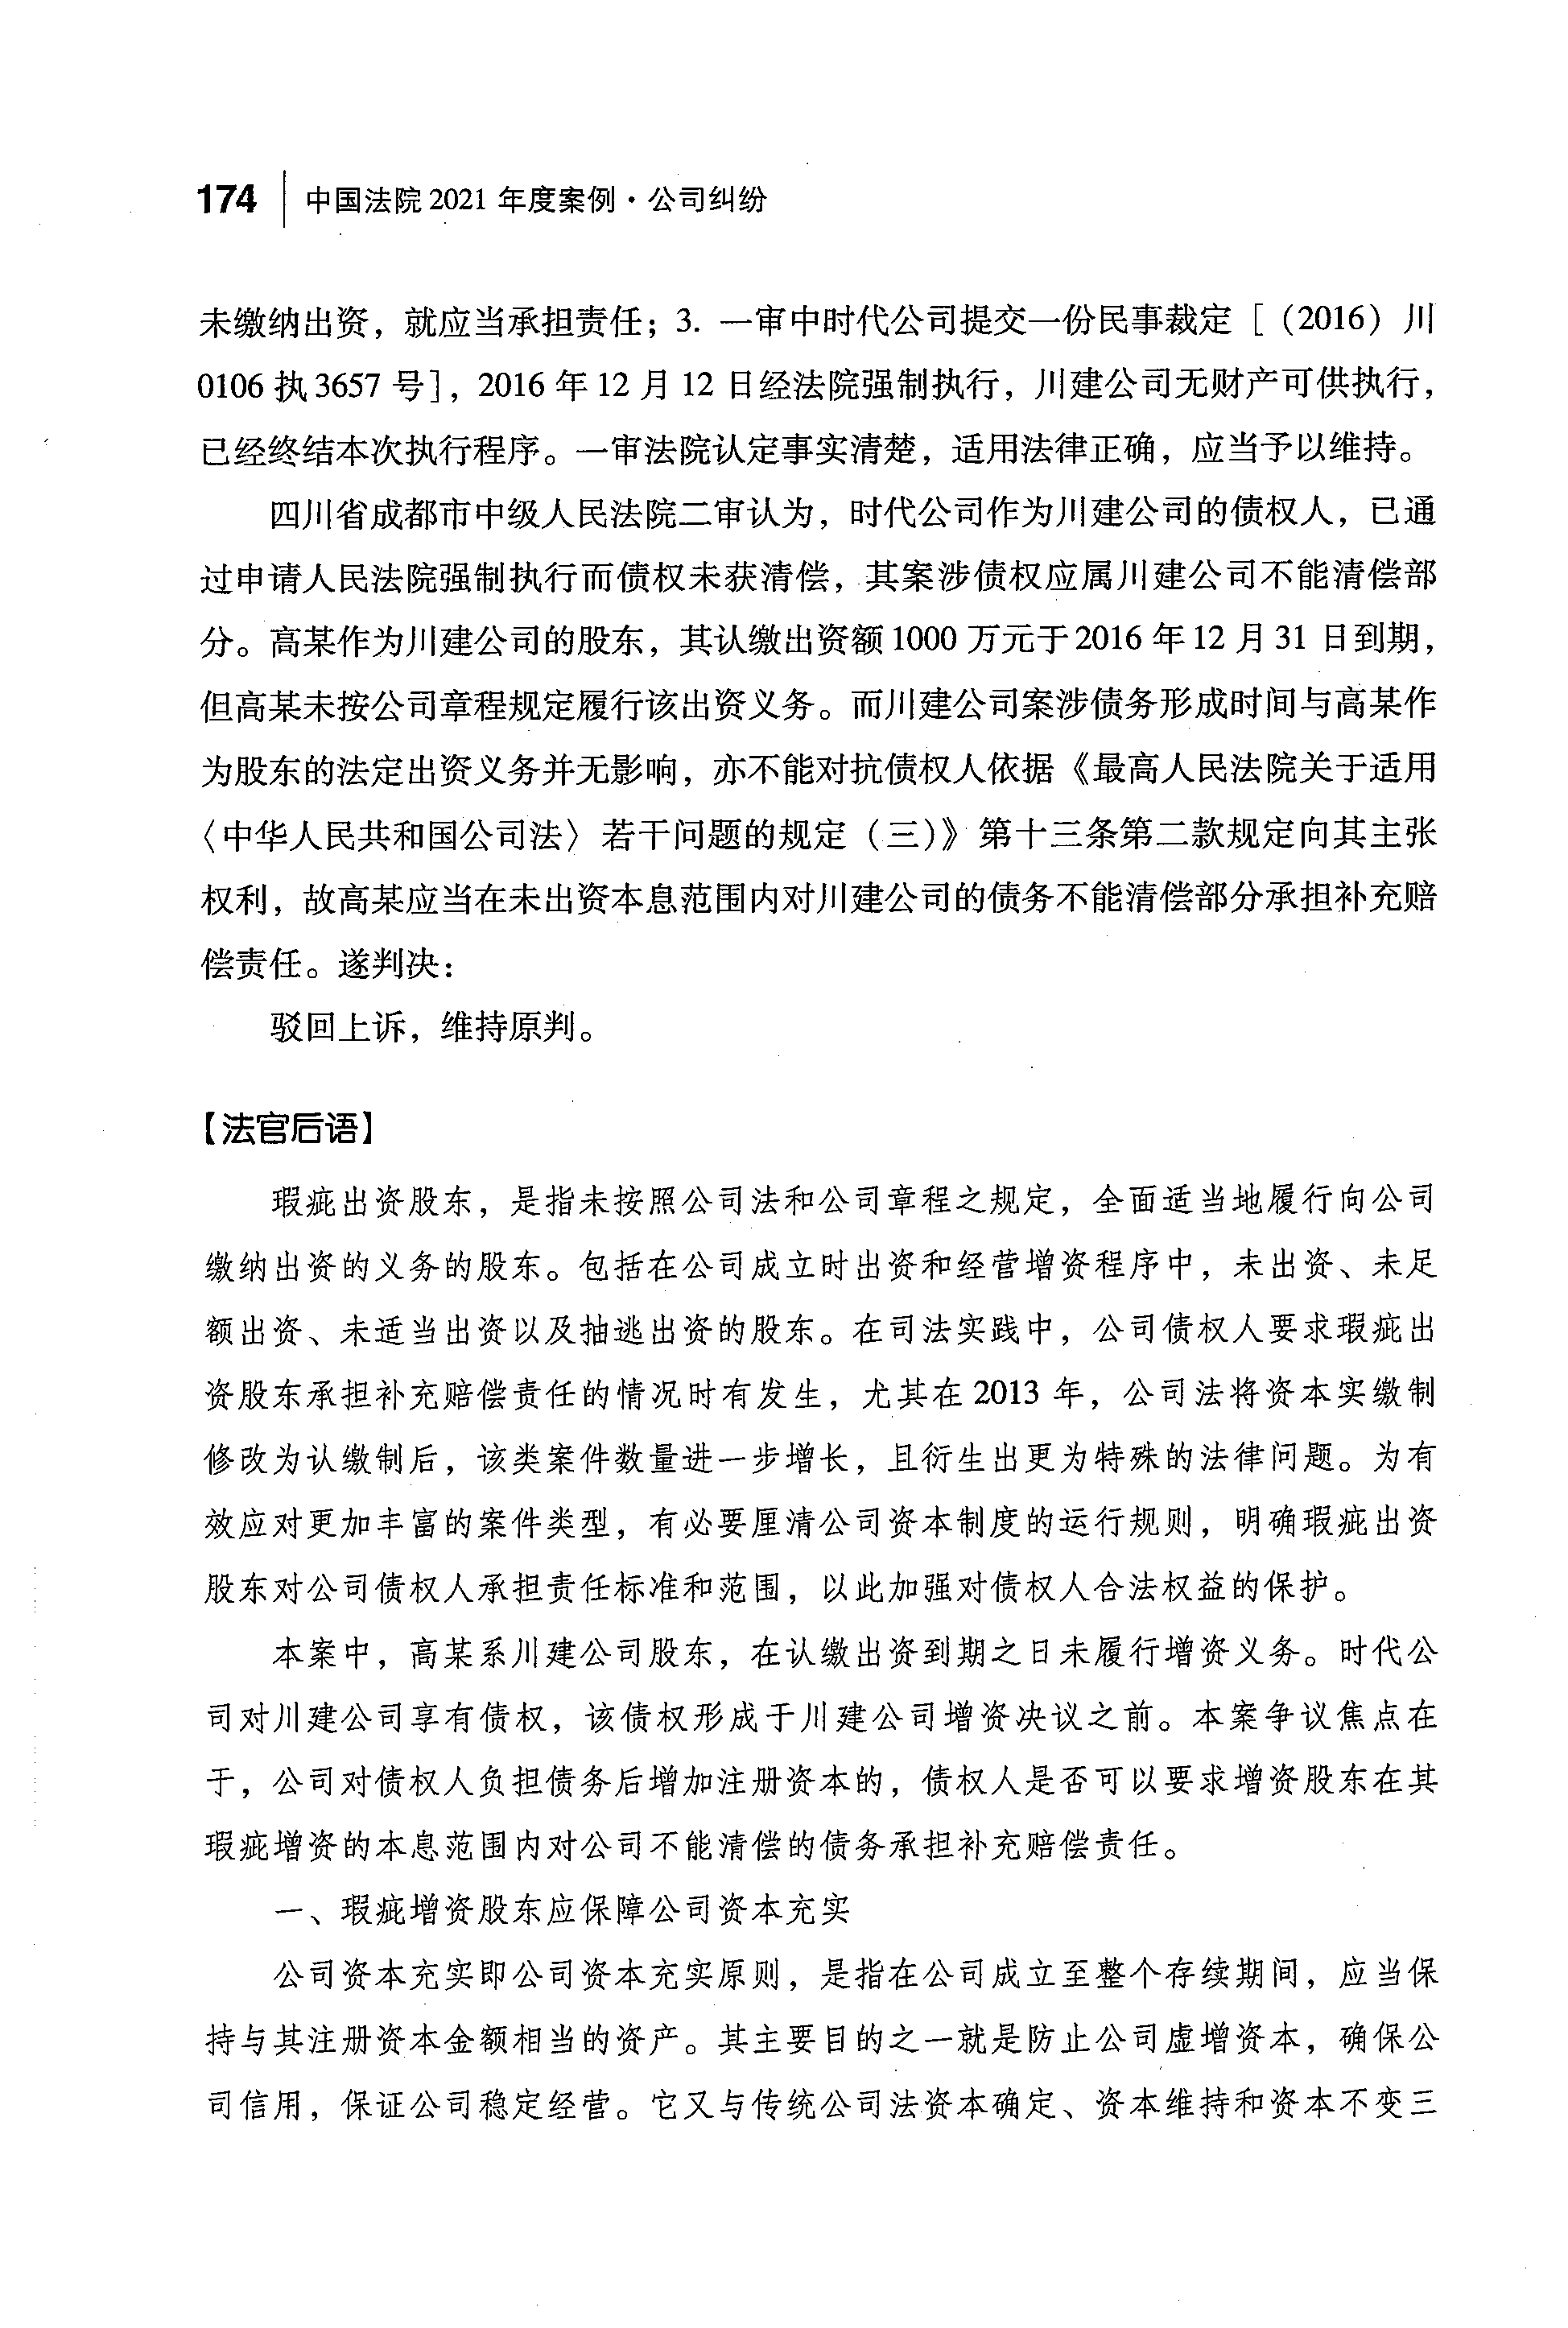 174 中国法院 2021 年度案例·公司纠纷
未缴纳出资，就应当承担责任；3. 一审中时代公司提交一份民事裁定［（2016）川
0106 执 3657 号］，2016 年 12 月 12 日经法院强制执行，川建公司无财产可供执行，
已经终结本次执行程序。一审法院认定事实清楚，适用法律正确，应当予以维持。
四川省成都市中级人民法院二审认为，时代公司作为川建公司的债权人，已通
过申请人民法院强制执行而债权未获清偿，其案涉债权应属川建公司不能清偿部
分。高某作为川建公司的股东，其认缴出资额 1000 万元于 2016 年 12 月 31 日到期，
但高某未按公司章程规定履行该出资义务。而川建公司案涉债务形成时间与高某作
为股东的法定出资义务并无影响，亦不能对抗债权人依据《最高人民法院关于适用
〈中华人民共和国公司法〉若干问题的规定（三）》第十三条第二款规定向其主张
权利，故高某应当在未出资本息范围内对川建公司的债务不能清偿部分承担补充赔
偿责任。遂判决：
驳回上诉，维持原判。
【法官后语】
瑕疵出资股东，是指未按照公司法和公司章程之规定，全面适当地履行向公司
缴纳出资的义务的股东。包括在公司成立时出资和经营增资程序中，未出资、未足
额出资、未适当出资以及抽逃出资的股东。在司法实践中，公司债权人要求瑕疵出
资股东承担补充赔偿责任的情况时有发生，尤其在 2013 年，公司法将资本实缴制
修改为认缴制后，该类案件数量进一步增长，且衍生出更为特殊的法律问题。为有
效应对更加丰富的案件类型，有必要厘清公司资本制度的运行规则，明确瑕疵出资
股东对公司债权人承担责任标准和范围，以此加强对债权人合法权益的保护。
本案中，高某系川建公司股东，在认缴出资到期之日未履行增资义务。时代公
司对川建公司享有债权，该债权形成于川建公司增资决议之前。本案争议焦点在
于，公司对债权人负担债务后增加注册资本的，债权人是否可以要求增资股东在其
瑕疵增资的本息范围内对公司不能清偿的债务承担补充赔偿责任。
一、瑕疵增资股东应保障公司资本充实
公司资本充实即公司资本充实原则，是指在公司成立至整个存续期间，应当保
持与其注册资本金额相当的资产。其主要目的之一就是防止公司虚增资本，确保公
司信用，保证公司稳定经营。它又与传统公司法资本确定、资本维持和资本不变三